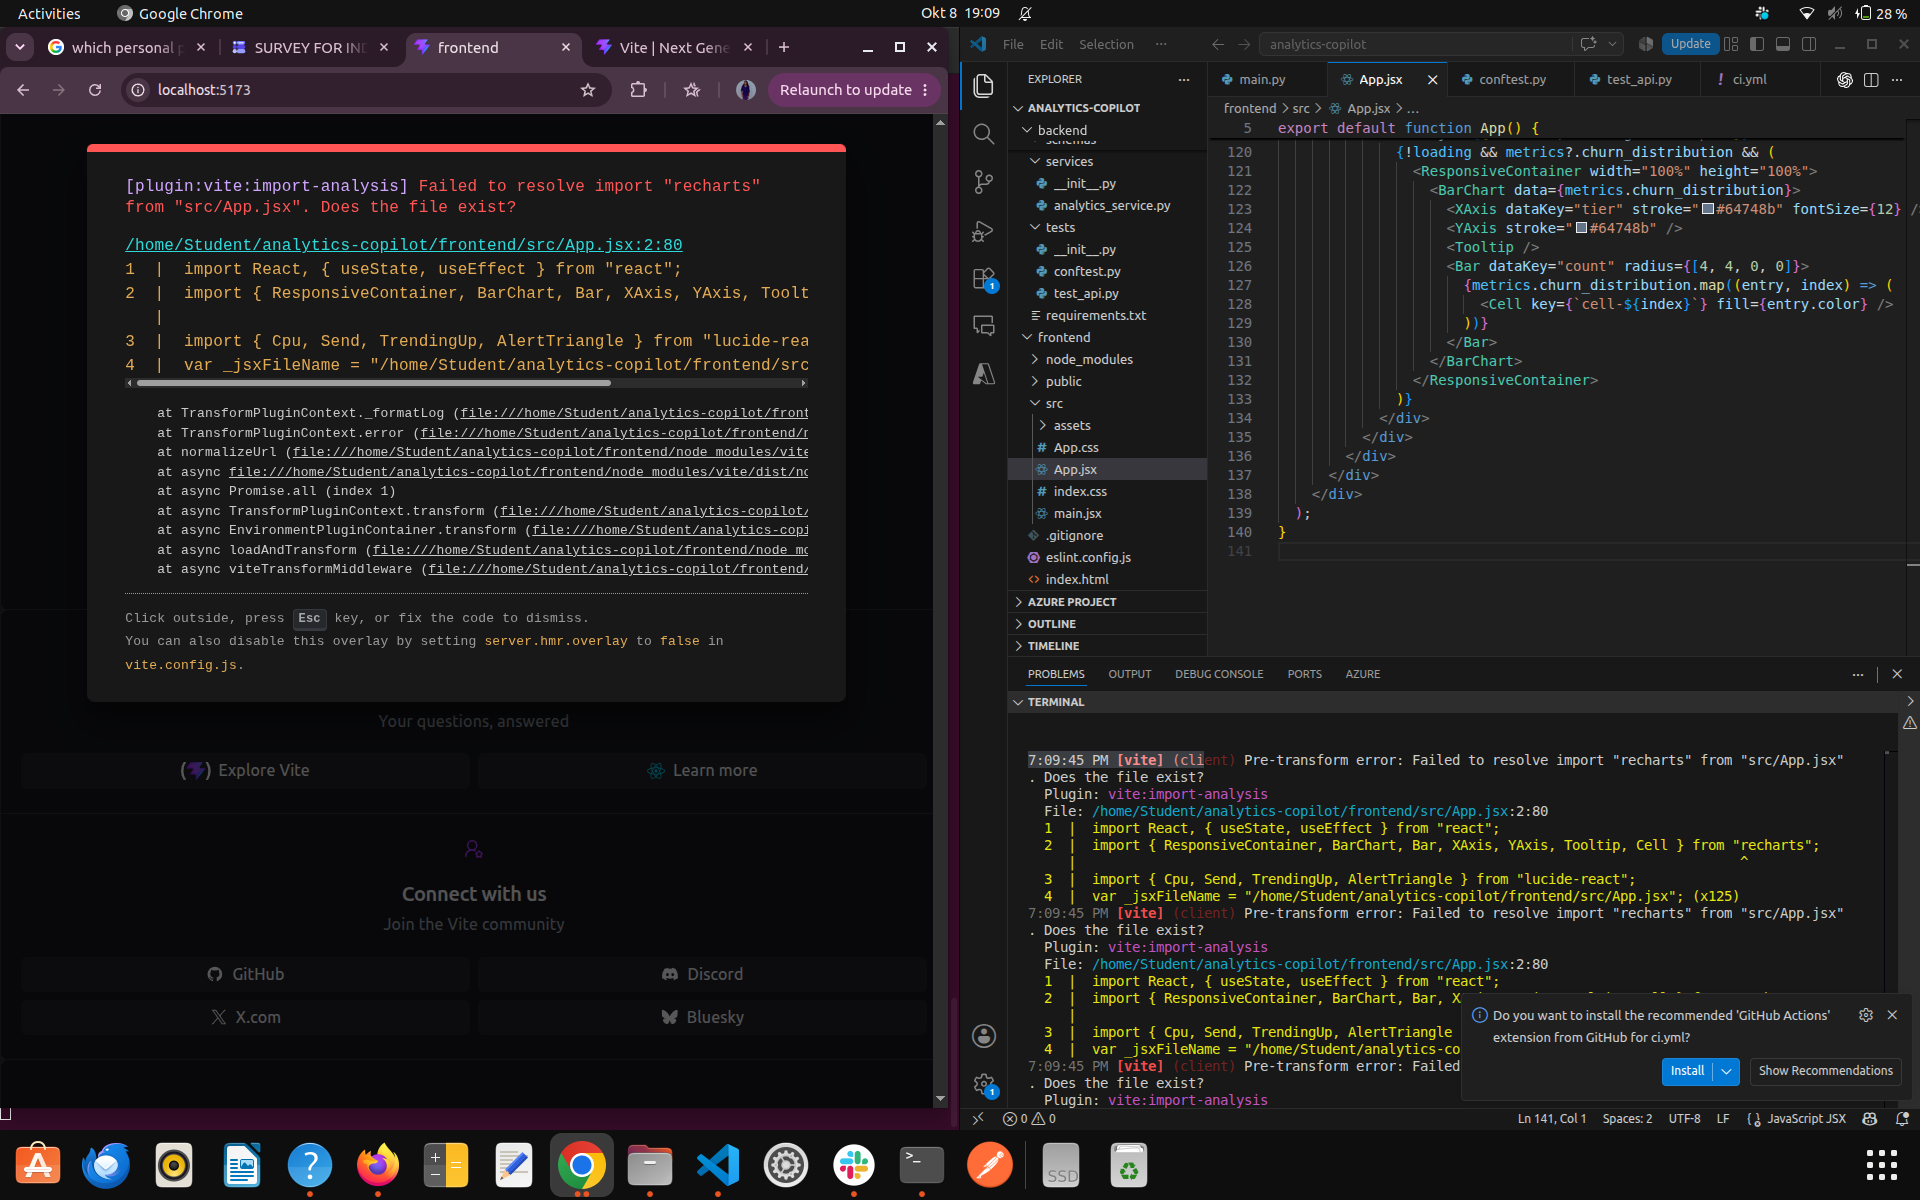 Activities
Google Chrome
Okt 8 19:09
28 %
which personal p
SURVEY FOR IN
frontend
Vite | Next Gene
localhost:5173
Relaunch to update
[plugin:vite:import-analysis] Failed to resolve import "recharts"
from "src/App.jsx". Does the file exist?
/home/Student/analytics-copilot/frontend/src/App.jsx:2:80
1 | import React, { useState, useEffect } from "react";
2 | import { ResponsiveContainer, BarChart, Bar, XAxis, YAxis, Toolt
|
3 | import { Cpu, Send, TrendingUp, AlertTriangle } from "lucide-rea
4 | var _jsxFileName = "/home/Student/analytics-copilot/frontend/src
at TransformPluginContext._formatLog (file:///home/Student/analytics-copilot/front
at TransformPluginContext.error (file:///home/Student/analytics-copilot/frontend/n
at normalizeUrl (file:///home/Student/analytics-copilot/frontend/node_modules/vite
at async file:///home/Student/analytics-copilot/frontend/node_modules/vite/dist/no
at async Promise.all (index 1)
at async TransformPluginContext.transform (file:///home/Student/analytics-copilot/
at async EnvironmentPluginContainer.transform (file:///home/Student/analytics-copi
at async loadAndTransform (file:///home/Student/analytics-copilot/frontend/node_mo
at async viteTransformMiddleware (file:///home/Student/analytics-copilot/frontend/
Click outside, press Esc key, or fix the code to dismiss.
You can also disable this overlay by setting server.hmr.overlay to false in
vite.config.js.
Your questions, answered
Explore Vite
Learn more
Connect with us
Join the Vite community
GitHub
Discord
X.com
Bluesky
File Edit Selection ···
analytics-copilot
Update
EXPLORER
ANALYTICS-COPILOT
backend
schemas
services
__init__.py
analytics_service.py
tests
__init__.py
conftest.py
test_api.py
requirements.txt
frontend
node_modules
public
src
assets
App.css
App.jsx
index.css
main.jsx
.gitignore
eslint.config.js
index.html
AZURE PROJECT
OUTLINE
TIMELINE
main.py
App.jsx
conftest.py
test_api.py
ci.yml
frontend > src > App.jsx > ...
5 export default function App() {
120 {!loading && metrics?.churn_distribution && (
121 <ResponsiveContainer width="100%" height="100%">
122 <BarChart data={metrics.churn_distribution}>
123 <XAxis dataKey="tier" stroke="#64748b" fontSize={12} />
124 <YAxis stroke="#64748b" />
125 <Tooltip />
126 <Bar dataKey="count" radius={[4, 4, 0, 0]}>
127 {metrics.churn_distribution.map((entry, index) => (
128 <Cell key={`cell-${index}`} fill={entry.color} />
129 ))}
130 </Bar>
131 </BarChart>
132 </ResponsiveContainer>
133 )}
134 </div>
135 </div>
136 </div>
137 </div>
138 </div>
139 );
140 }
141
PROBLEMS OUTPUT DEBUG CONSOLE PORTS AZURE
TERMINAL
7:09:45 PM [vite] (client) Pre-transform error: Failed to resolve import "recharts" from "src/App.jsx"
. Does the file exist?
Plugin: vite:import-analysis
File: /home/Student/analytics-copilot/frontend/src/App.jsx:2:80
1 | import React, { useState, useEffect } from "react";
2 | import { ResponsiveContainer, BarChart, Bar, XAxis, YAxis, Tooltip, Cell } from "recharts";
| ^
3 | import { Cpu, Send, TrendingUp, AlertTriangle } from "lucide-react";
4 | var _jsxFileName = "/home/Student/analytics-copilot/frontend/src/App.jsx"; (x125)
7:09:45 PM [vite] (client) Pre-transform error: Failed to resolve import "recharts" from "src/App.jsx"
. Does the file exist?
Plugin: vite:import-analysis
File: /home/Student/analytics-copilot/frontend/src/App.jsx:2:80
1 | import React, { useState, useEffect } from "react";
2 | import { ResponsiveContainer, BarChart, Bar, X
|
3 | import { Cpu, Send, TrendingUp, AlertTriangle
4 | var _jsxFileName = "/home/Student/analytics-co
7:09:45 PM [vite] (client) Pre-transform error: Failed
. Does the file exist?
Plugin: vite:import-analysis
Do you want to install the recommended 'GitHub Actions'
extension from GitHub for ci.yml?
Install
Show Recommendations
0 0
Ln 141, Col 1 Spaces: 2 UTF-8 LF JavaScript JSX
SSD